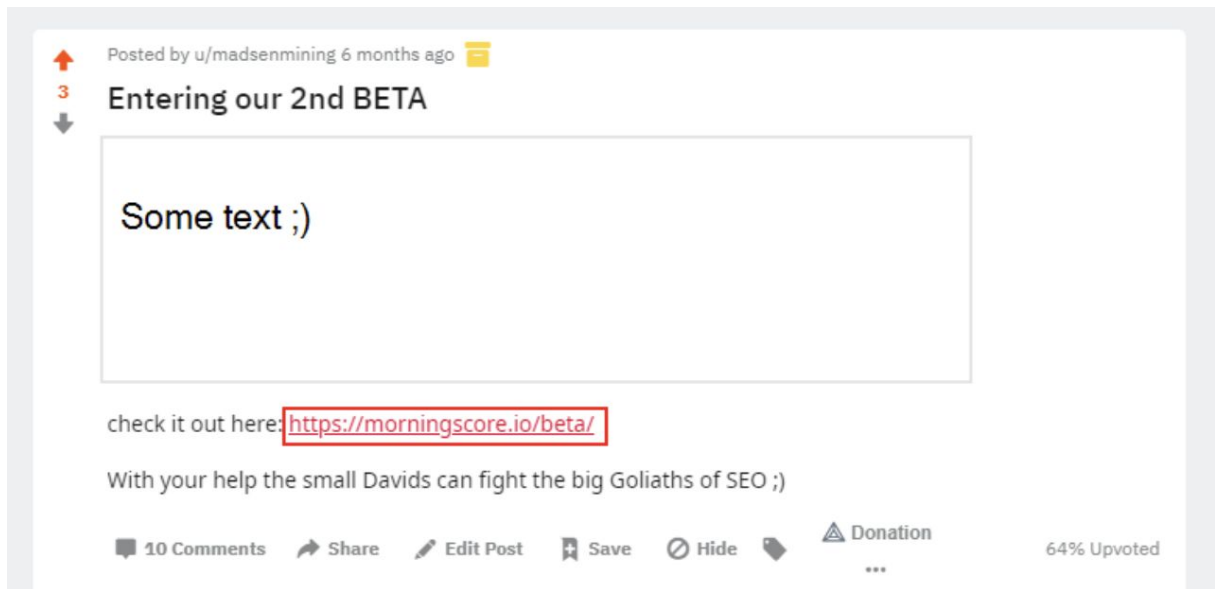 Posted by u/madsenmining 6 months ago
3
Entering our 2nd BETA
Some text ;)
check it out here: https://morningscore.io/beta/
With your help the small Davids can fight the big Goliaths of SEO ;)
10 Comments Share Edit Post Save Hide Donation 64% Upvoted
...